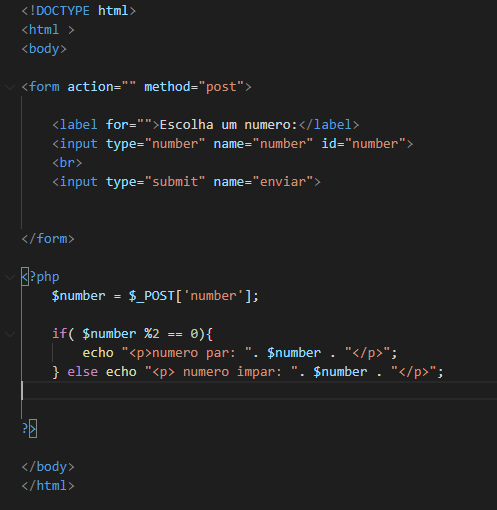 <!DOCTYPE html>
<html >
<body>
<form action="" method="post">
<label for="">Escolha um numero:</label>
<input type="number" name="number" id="number">
<br>
<input type="submit" name="enviar">
</form>
<?php
$number = $_POST['number'];
if( $number %2 == 0){
echo "<p>numero par: ". $number . "</p>";
} else echo "<p> numero impar: ". $number . "</p>";
?>
</body>
</html>